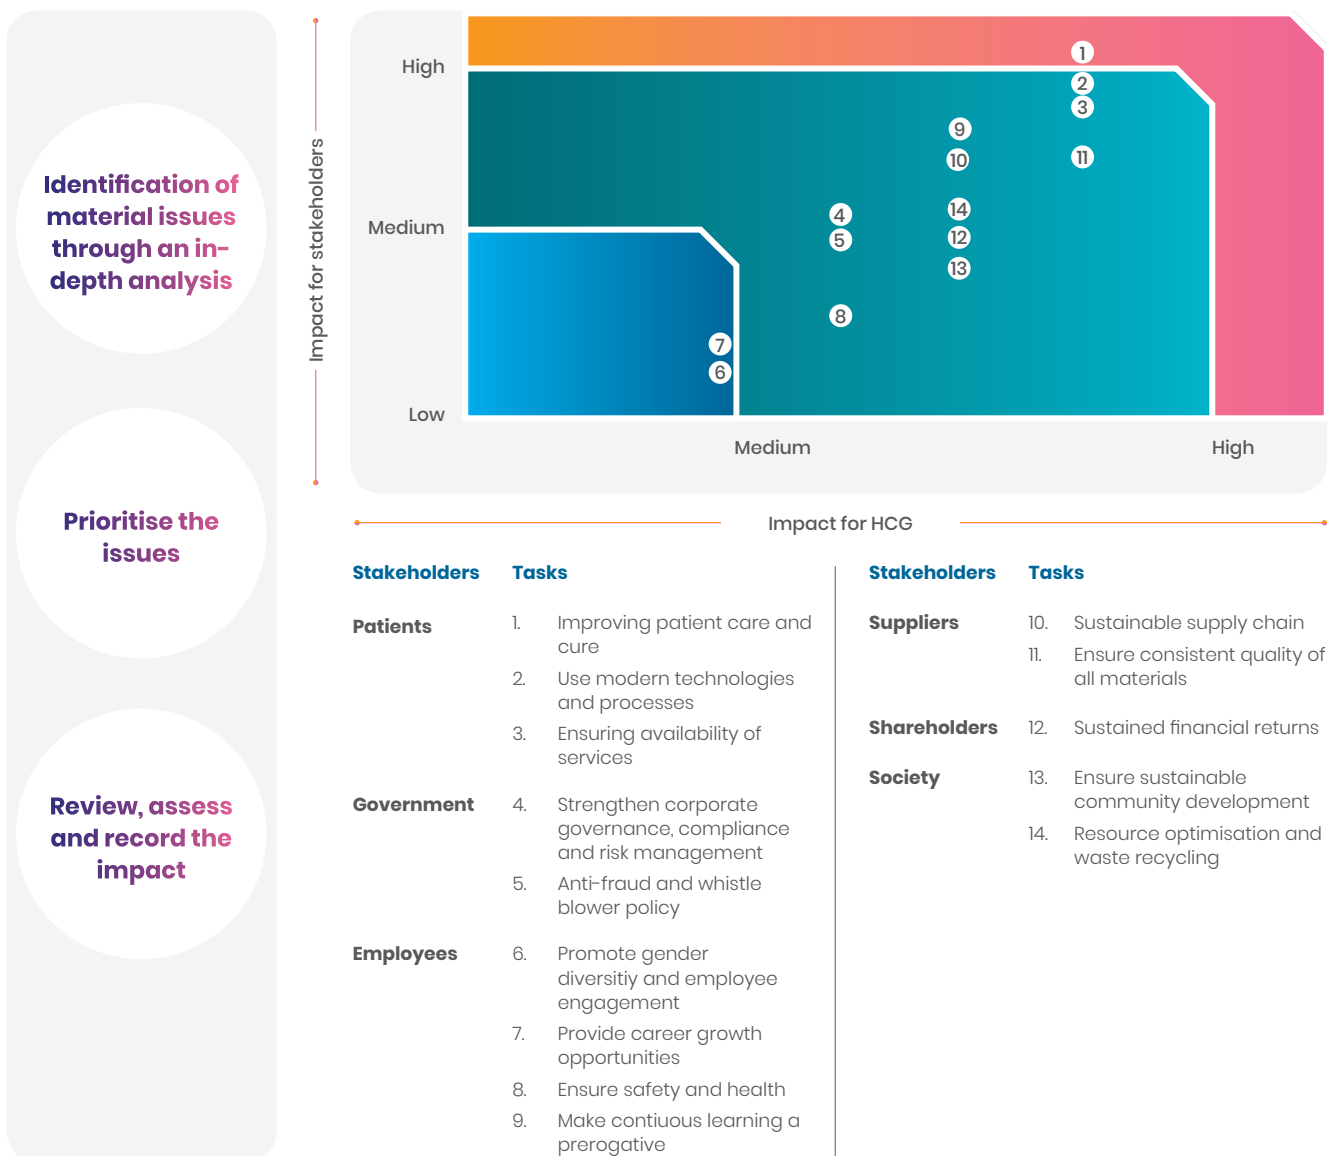 Identification of
material issues
through an in-
depth analysis
Prioritise the
issues
Review, assess
and record the
impact
Impact for stakeholders
High
Medium
Low
1
2
3
9
10
11
4
5
14
12
13
8
7
6
Medium
High
Impact for HCG
Stakeholders Tasks
Patients
1. Improving patient care and
cure
2. Use modern technologies
and processes
3. Ensuring availability of
services
Government
4. Strengthen corporate
governance, compliance
and risk management
5. Anti-fraud and whistle
blower policy
Employees
6. Promote gender
diversitiy and employee
engagement
7. Provide career growth
opportunities
8. Ensure safety and health
9. Make contiuous learning a
prerogative
Stakeholders Tasks
Suppliers
10. Sustainable supply chain
11. Ensure consistent quality of
all materials
Shareholders
12. Sustained financial returns
Society
13. Ensure sustainable
community development
14. Resource optimisation and
waste recycling